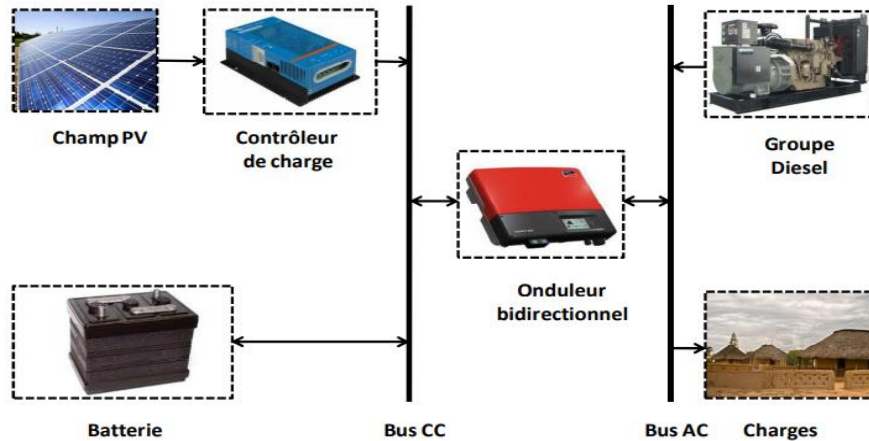 Champ PV
Contrôleur
de charge
Groupe
Diesel
Onduleur
bidirectionnel
Batterie
Bus CC
Bus AC
Charges